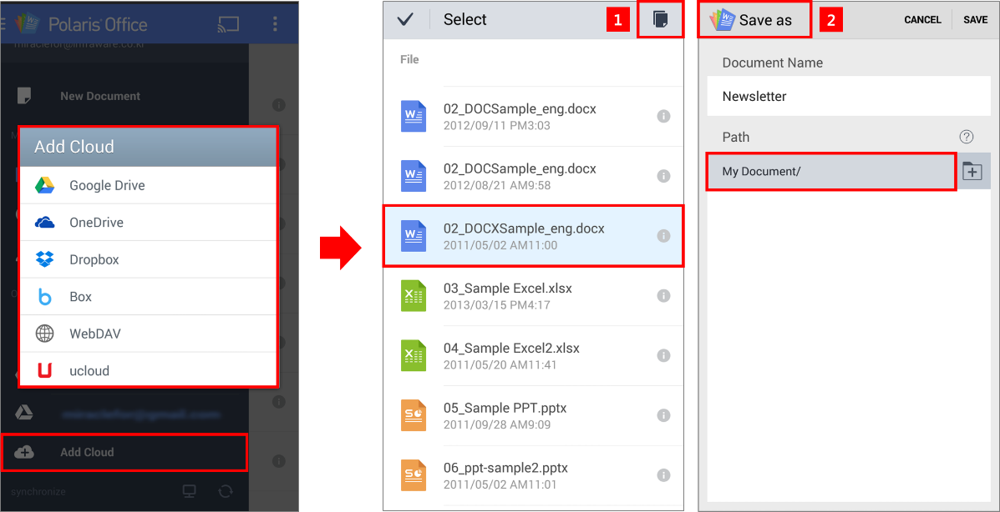 Polaris Office
New Document
Add Cloud
Google Drive
OneDrive
Dropbox
Box
WebDAV
ucloud
Add Cloud
synchronize
Select
1
File
02_DOCSample_eng.docx
2012/09/11 PM3:03
02_DOCSample_eng.docx
2012/08/21 AM9:58
02_DOCXSample_eng.docx
2011/05/02 AM11:00
03_Sample Excel.xlsx
2013/03/15 PM4:17
04_Sample Excel2.xlsx
2011/05/20 AM11:41
05_Sample PPT.pptx
2011/09/28 AM9:09
06_ppt-sample2.pptx
2011/05/02 AM11:01
Save as
2
CANCEL
SAVE
Document Name
Newsletter
Path
My Document/